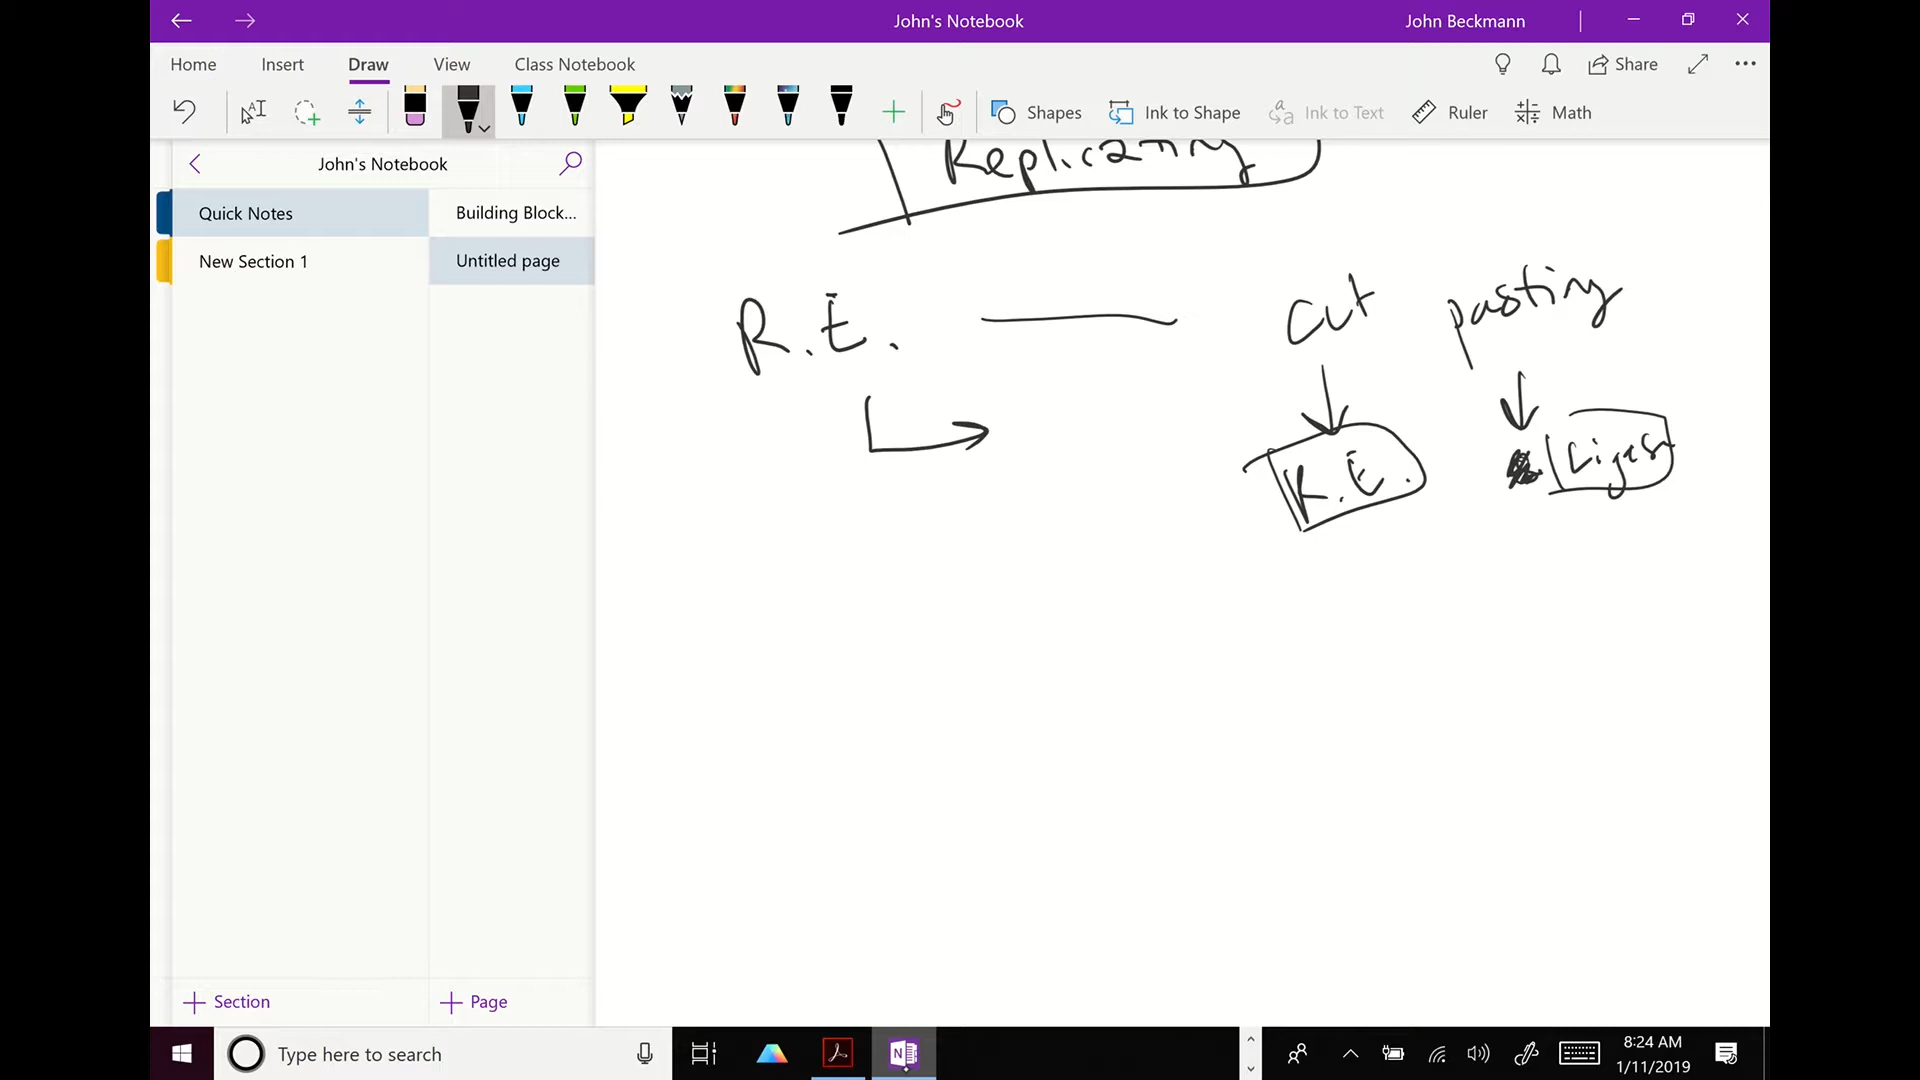 John's Notebook
John Beckmann
Home Insert Draw View Class Notebook
Share
Shapes Ink to Shape Ink to Text Ruler Math
John's Notebook
Quick Notes
Building Block...
New Section 1
Untitled page
Replicating
R.E. cut pasting
R.E.
+ Section
+ Page
Type here to search
8:24 AM
1/11/2019